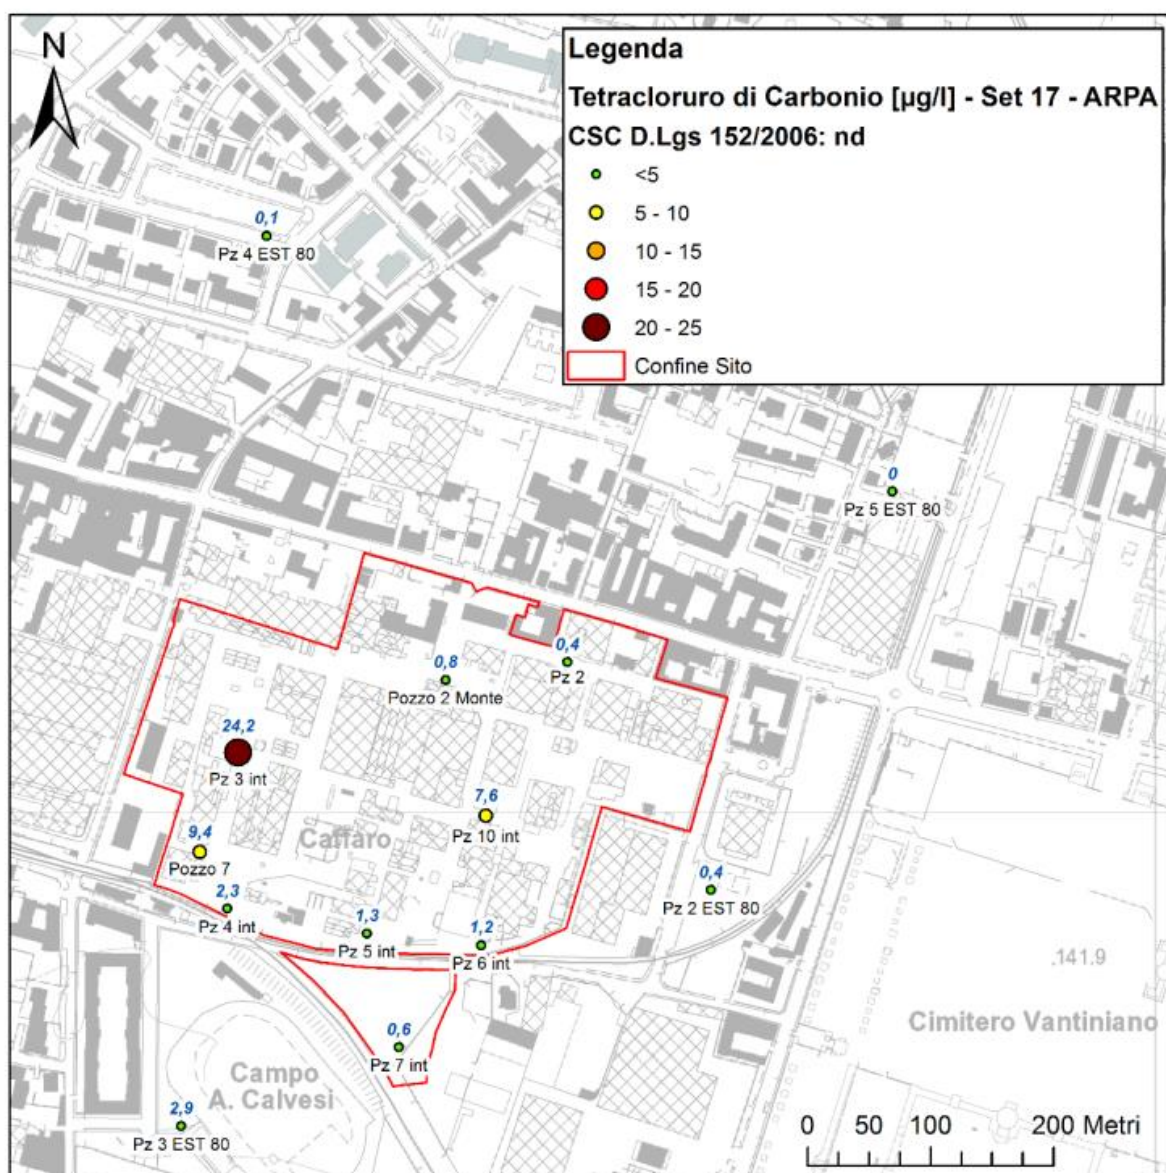 N
Legenda
Tetracloruro di Carbonio [µg/l] - Set 17 - ARPA
CSC D.Lgs 152/2006: nd
<5
5 - 10
10 - 15
15 - 20
20 - 25
Confine Sito
0,1
Pz 4 EST 80
0
Pz 5 EST 80
0,4
Pz 2
0,8
Pozzo 2 Monte
24,2
Pz 3 int
7,6
Pz 10 int
Caffaro
9,4
Pozzo 7
0,4
Pz 2 EST 80
2,3
Pz 4 int
1,3
Pz 5 int
1,2
Pz 6 int
.141.9
Cimitero Vantiniano
0,6
Pz 7 int
Campo
A. Calvesi
2,9
Pz 3 EST 80
0 50 100 200 Metri